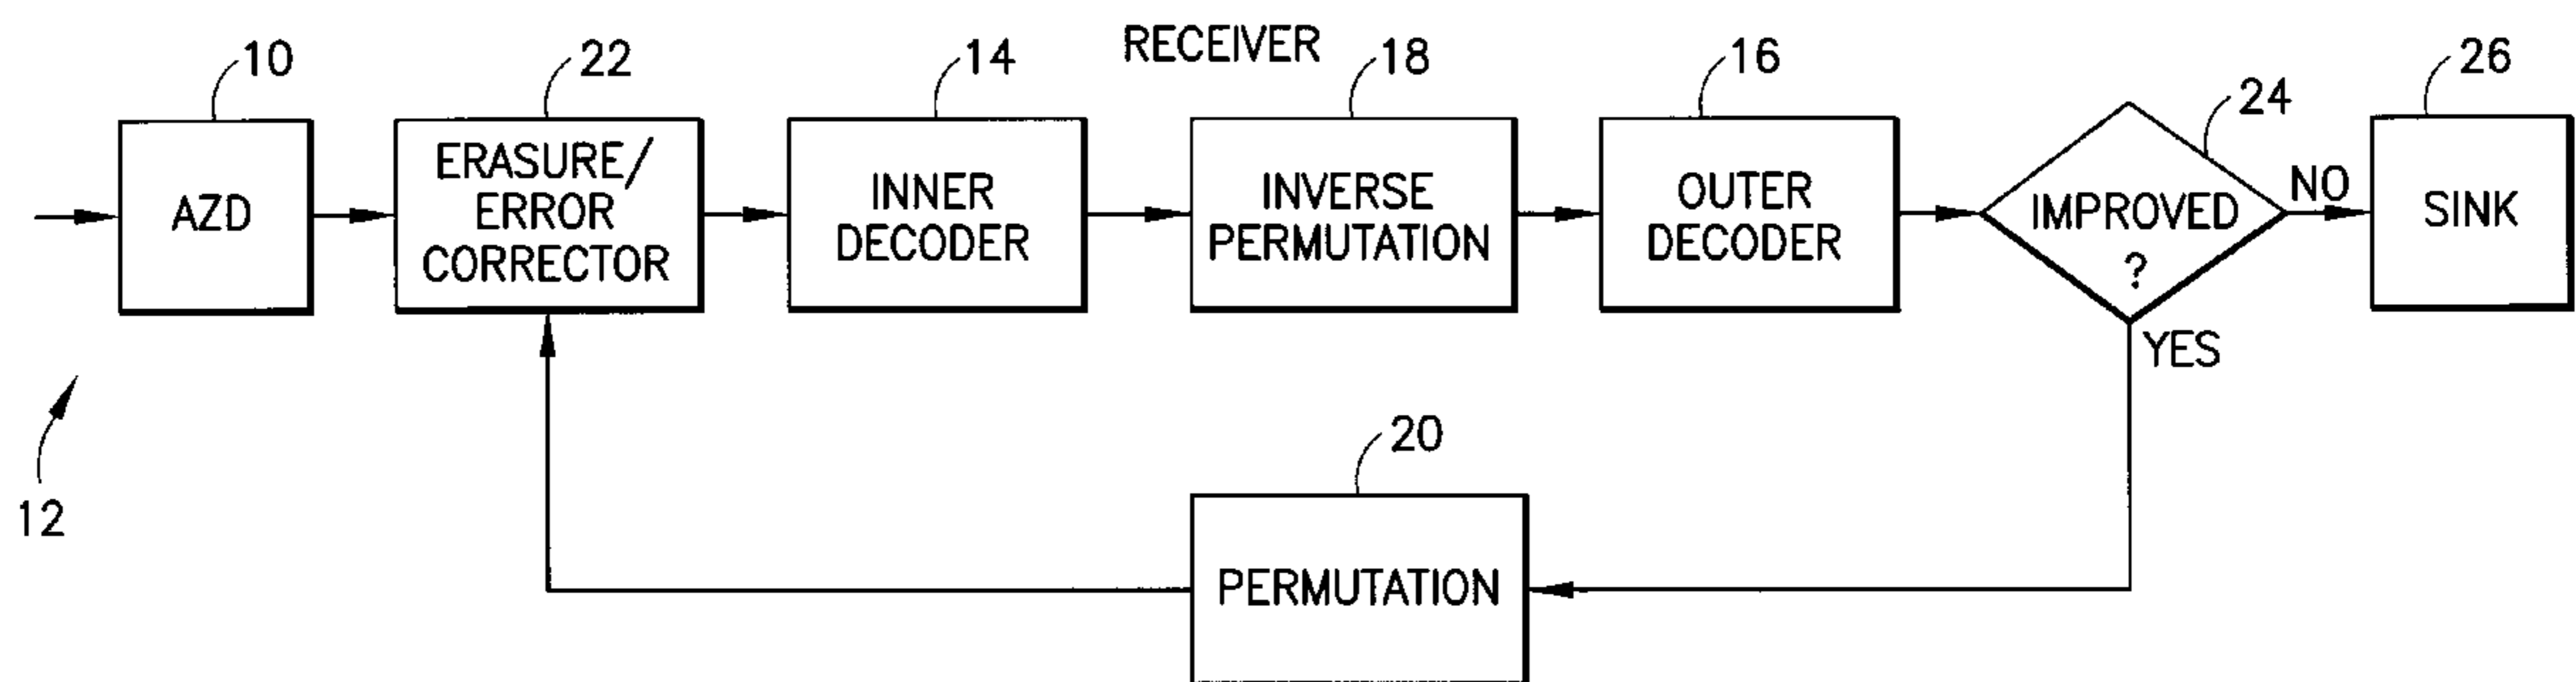 RECEIVER
10
22
14
18
16
24
26
AZD
ERASURE/
ERROR
CORRECTOR
INNER
DECODER
INVERSE
PERMUTATION
OUTER
DECODER
IMPROVED
?
NO
SINK
YES
12
20
PERMUTATION